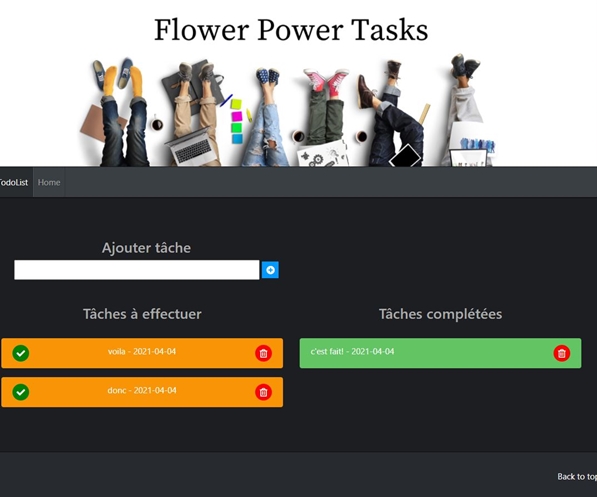 Flower Power Tasks
TodoList Home
Ajouter tâche
Tâches à effectuer
Tâches complétées
voila - 2021-04-04
c'est fait! - 2021-04-04
donc - 2021-04-04
Back to top